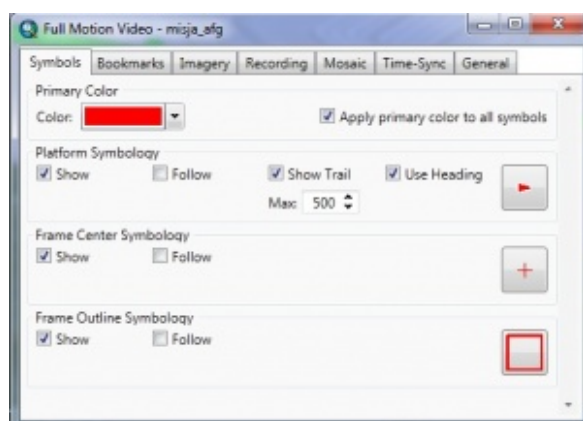 Full Motion Video - misja_afg
Symbols Bookmarks Imagery Recording Mosaic Time-Sync General
Primary Color
Color: Apply primary color to all symbols
Platform Symbology
Show Follow Show Trail Use Heading
Max: 500
Frame Center Symbology
Show Follow
Frame Outline Symbology
Show Follow